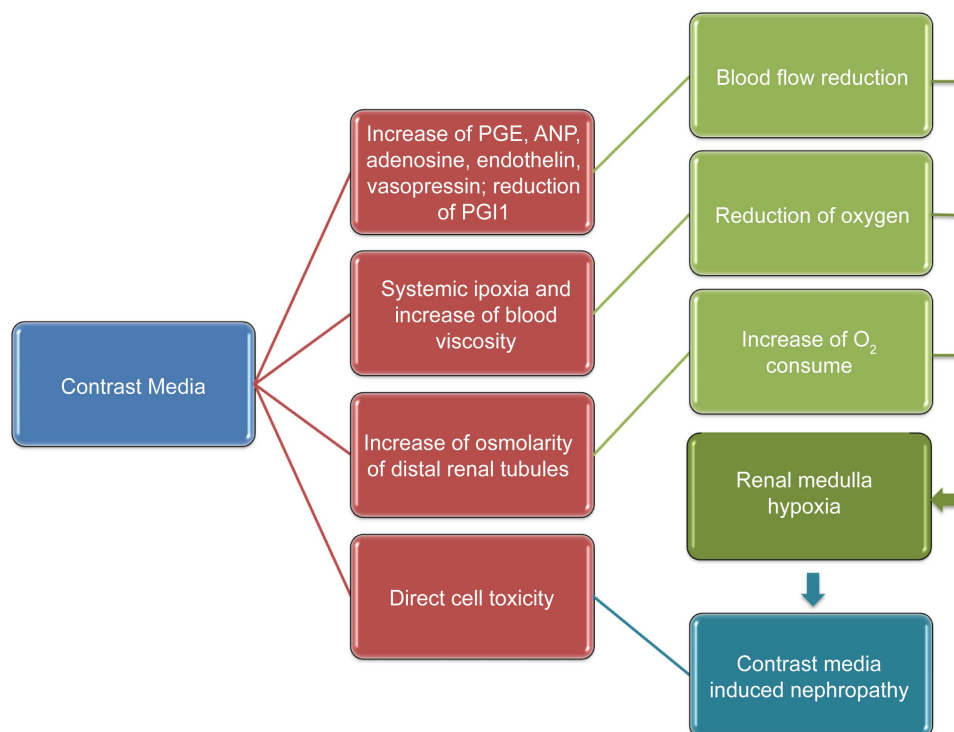 Contrast Media
Increase of PGE, ANP,
adenosine, endothelin,
vasopressin; reduction
of PGI1
Systemic ipoxia and
increase of blood
viscosity
Increase of osmolarity
of distal renal tubules
Direct cell toxicity
Blood flow reduction
Reduction of oxygen
Increase of O₂
consume
Renal medulla
hypoxia
Contrast media
induced nephropathy